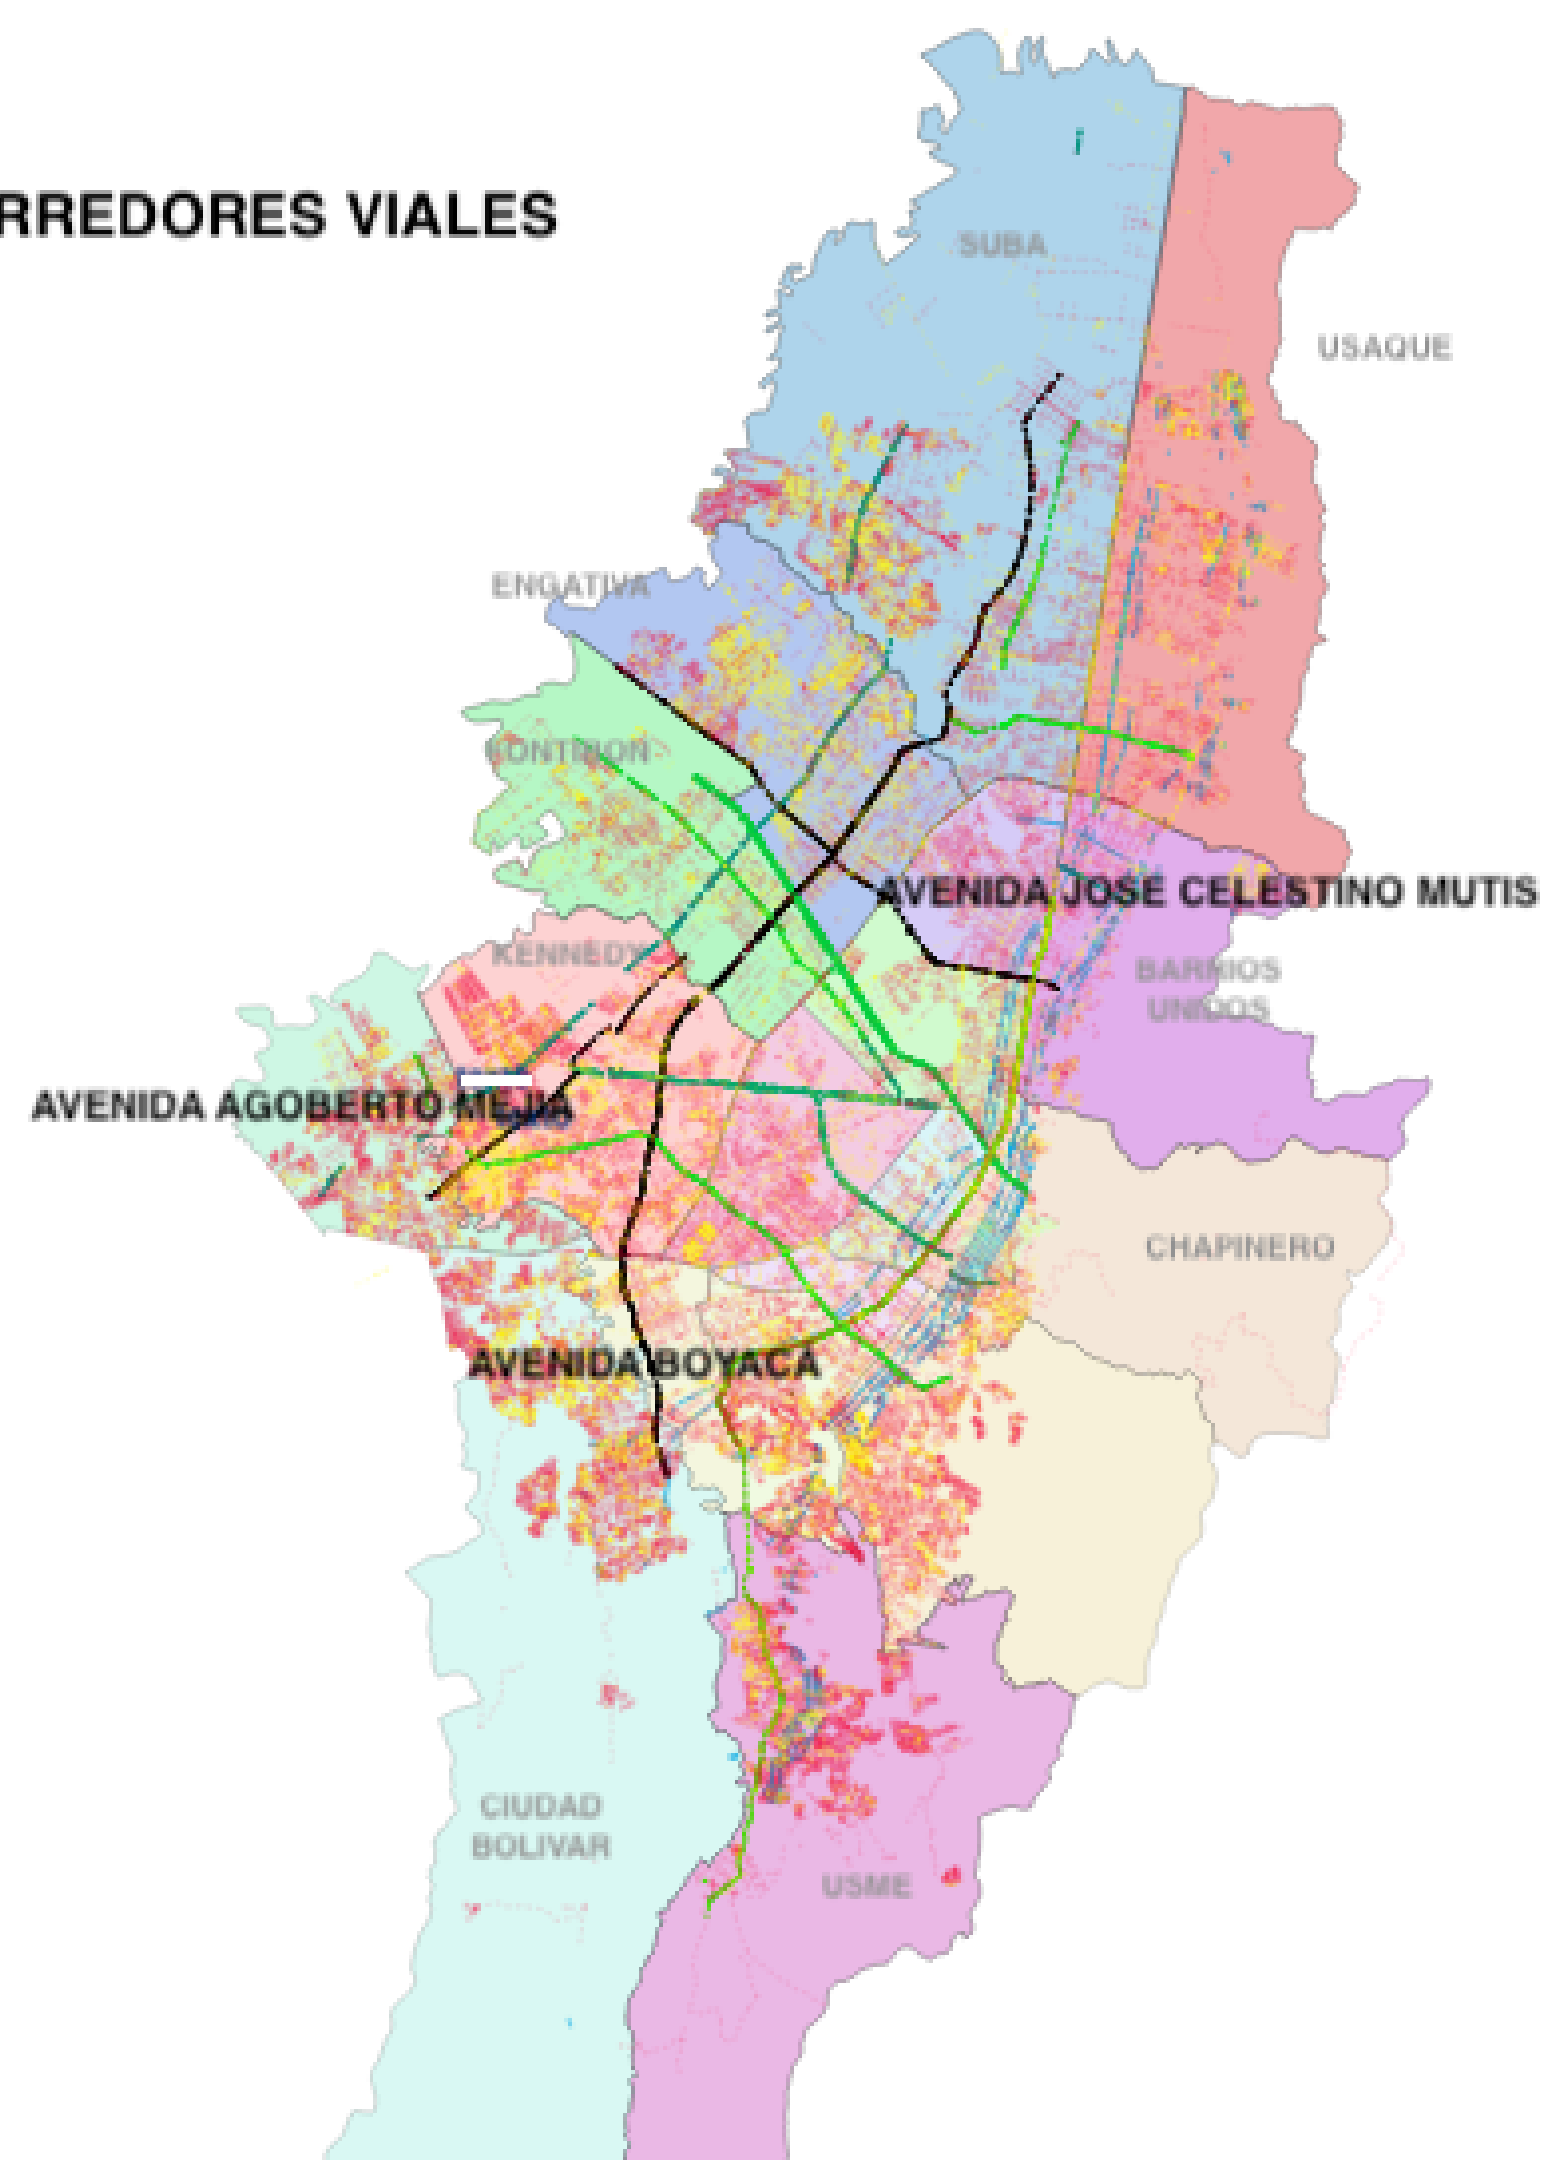 RREDORES VIALES
SUBA
USAQUE
ENGATIVA
AVENIDA JOSE CELESTINO MUTIS
KENNEDY
BARRIOS
UNIDOS
AVENIDA AGOBERTO MEJIA
CHAPINERO
AVENIDA BOYACA
CIUDAD
BOLIVAR
USME